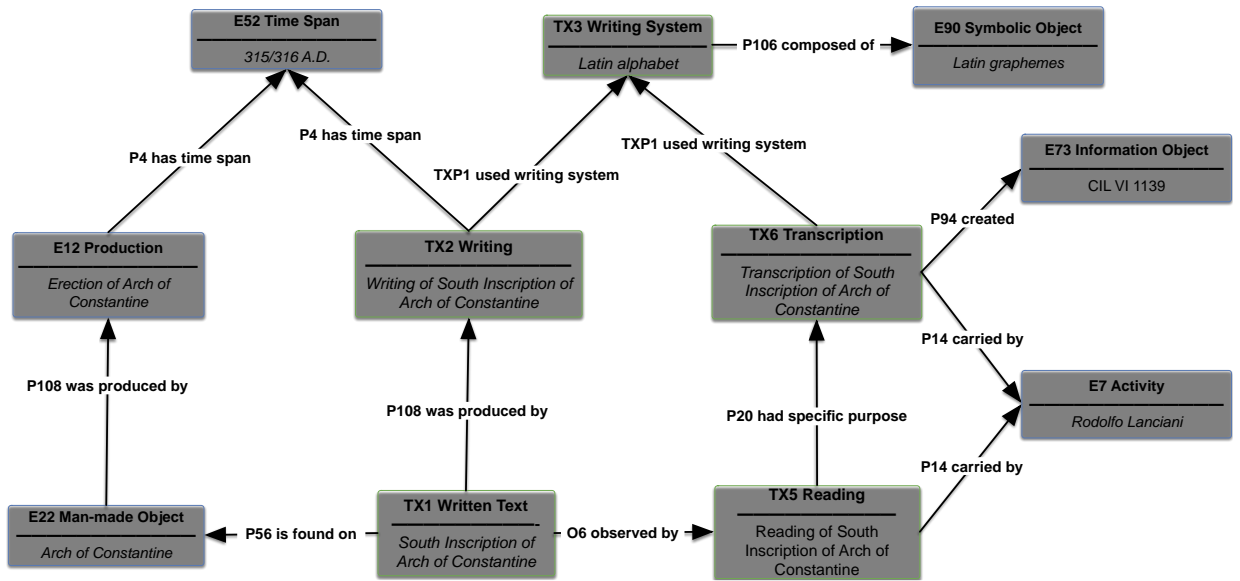 E52 Time Span
315/316 A.D.
TX3 Writing System
Latin alphabet
P106 composed of
E90 Symbolic Object
Latin graphemes
P4 has time span
P4 has time span
TXP1 used writing system
TXP1 used writing system
E73 Information Object
CIL VI 1139
P94 created
E12 Production
Erection of Arch of
Constantine
TX2 Writing
Writing of South Inscription of
Arch of Constantine
TX6 Transcription
Transcription of South
Inscription of Arch of
Constantine
P14 carried by
P108 was produced by
P108 was produced by
P20 had specific purpose
E7 Activity
Rodolfo Lanciani
P14 carried by
E22 Man-made Object
Arch of Constantine
P56 is found on
TX1 Written Text
South Inscription of
Arch of Constantine
O6 observed by
TX5 Reading
Reading of South
Inscription of Arch of
Constantine